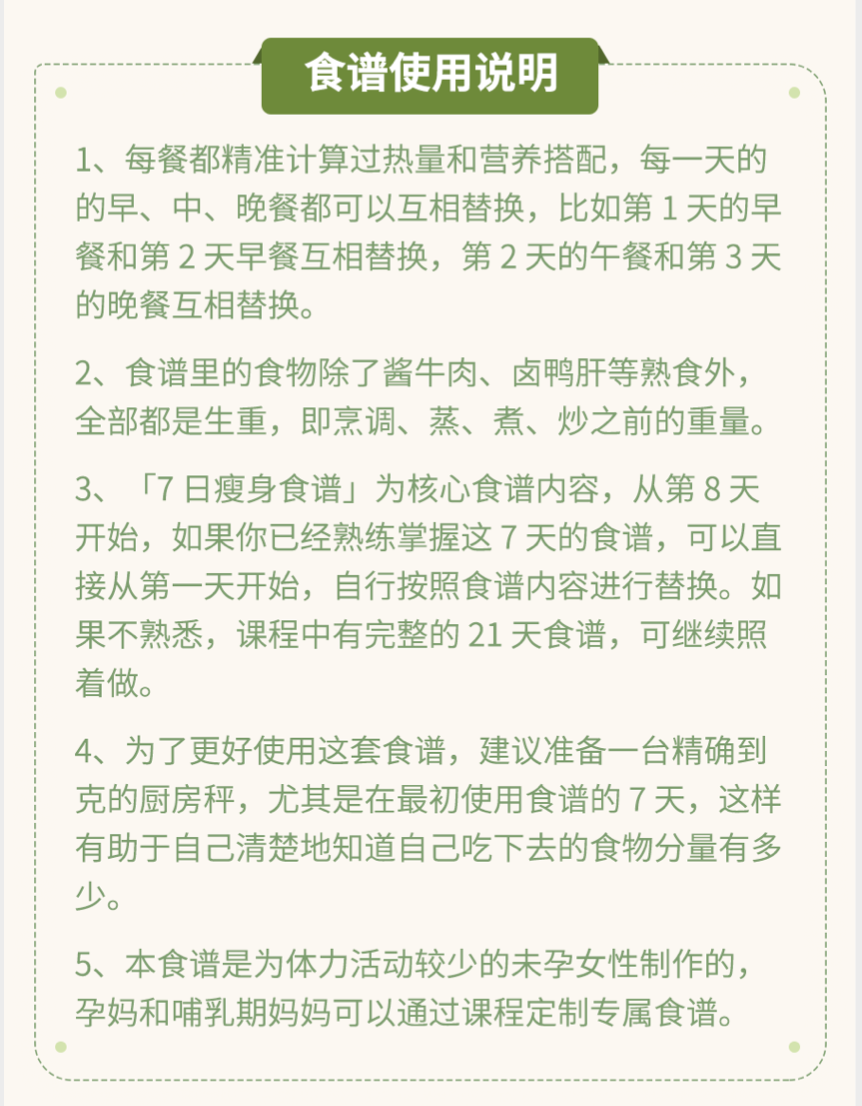 食谱使用说明
1、每餐都精准计算过热量和营养搭配，每一天的
的早、中、晚餐都可以互相替换，比如第 1 天的早
餐和第 2 天早餐互相替换，第 2 天的午餐和第 3 天
的晚餐互相替换。
2、食谱里的食物除了酱牛肉、卤鸭肝等熟食外，
全部都是生重，即烹调、蒸、煮、炒之前的重量。
3、「7 日瘦身食谱」为核心食谱内容，从第 8 天
开始，如果你已经熟练掌握这 7 天的食谱，可以直
接从第一天开始，自行按照食谱内容进行替换。如
果不熟悉，课程中有完整的 21 天食谱，可继续照
着做。
4、为了更好使用这套食谱，建议准备一台精确到
克的厨房秤，尤其是在最初使用食谱的 7 天，这样
有助于自己清楚地知道自己吃下去的食物分量有多
少。
5、本食谱是为体力活动较少的未孕女性制作的，
孕妈和哺乳期妈妈可以通过课程定制专属食谱。